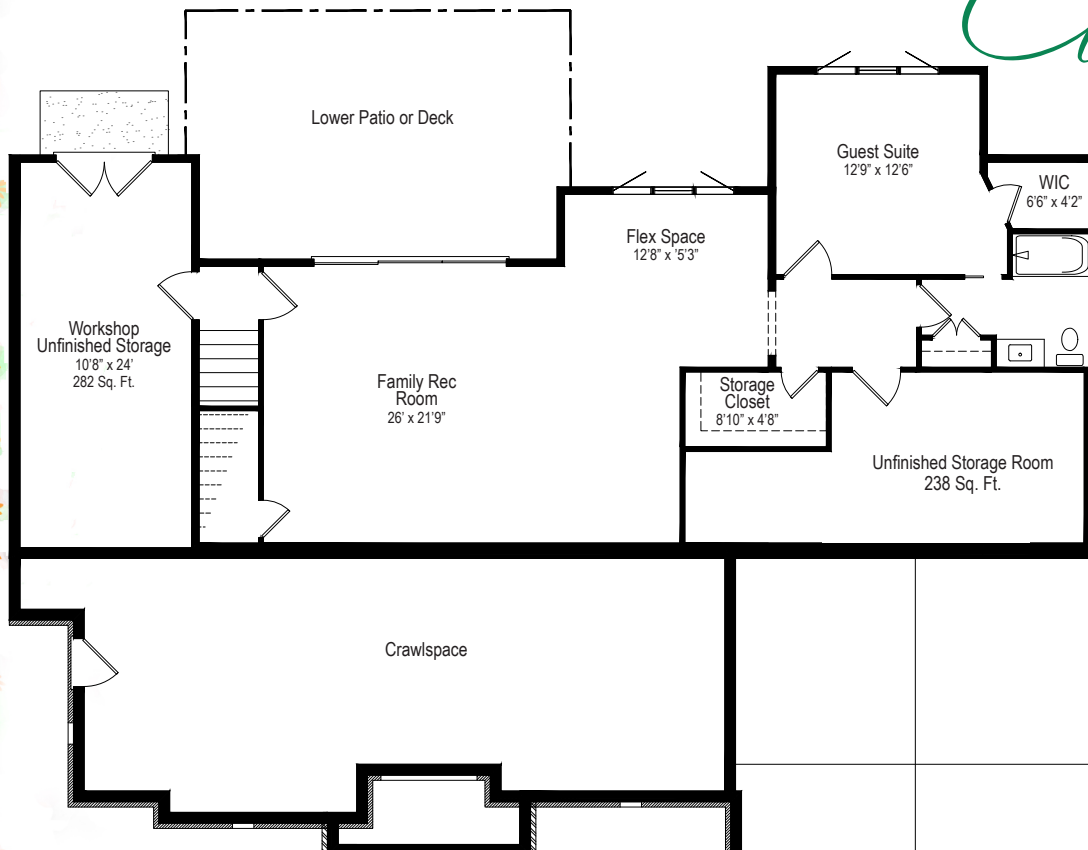 Lower Patio or Deck
Guest Suite
12'9" x 12'6"
WIC
6'6" x 4'2"
Flex Space
12'8" x '5'3"
Workshop
Unfinished Storage
10'8" x 24'
282 Sq. Ft.
Family Rec
Room
26' x 21'9"
Storage
Closet
8'10" x 4'8"
Unfinished Storage Room
238 Sq. Ft.
Crawlspace